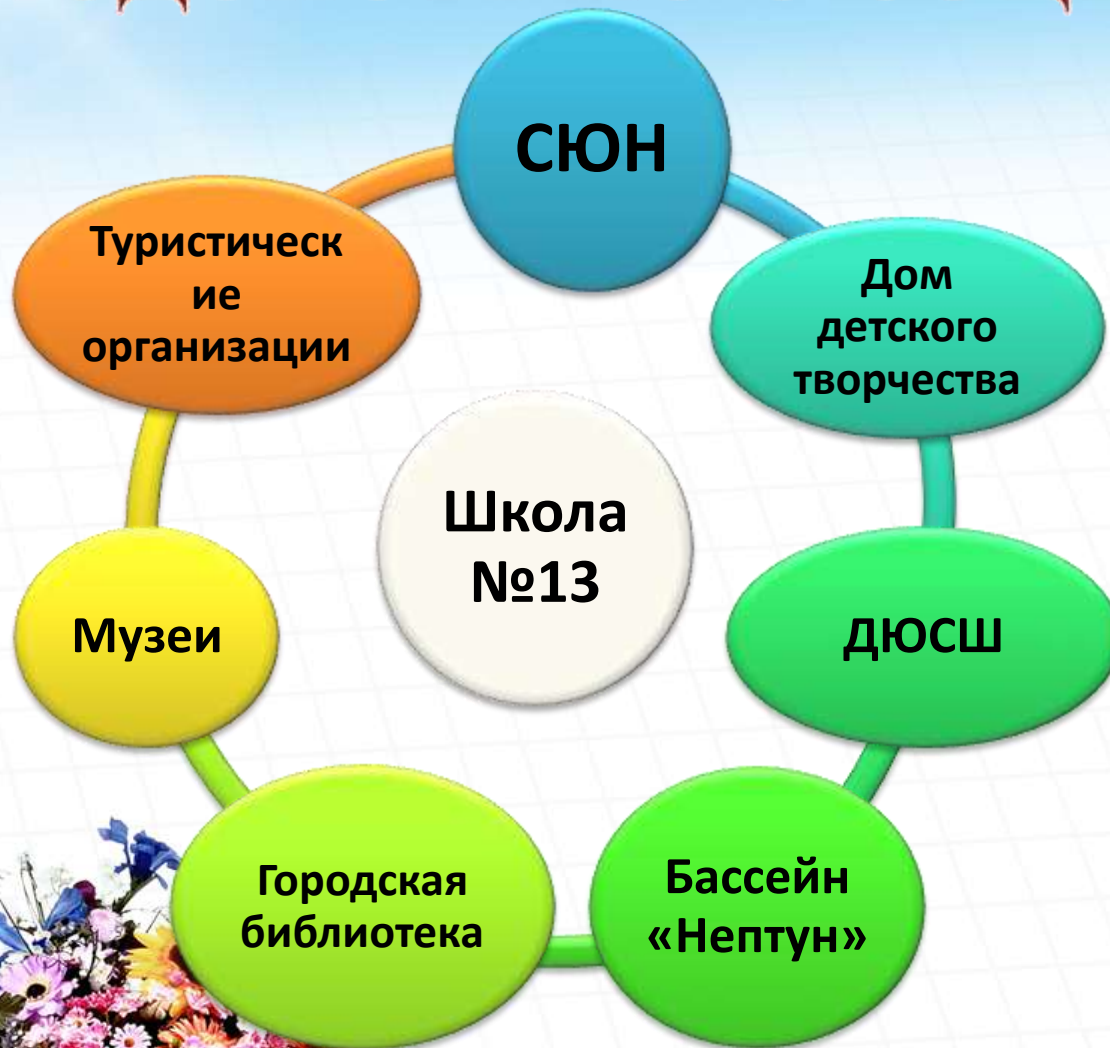 СЮН
Туристическ
ие
организации
Дом
детского
творчества
Школа
№13
Музеи
ДЮСШ
Городская
библиотека
Бассейн
«Нептун»